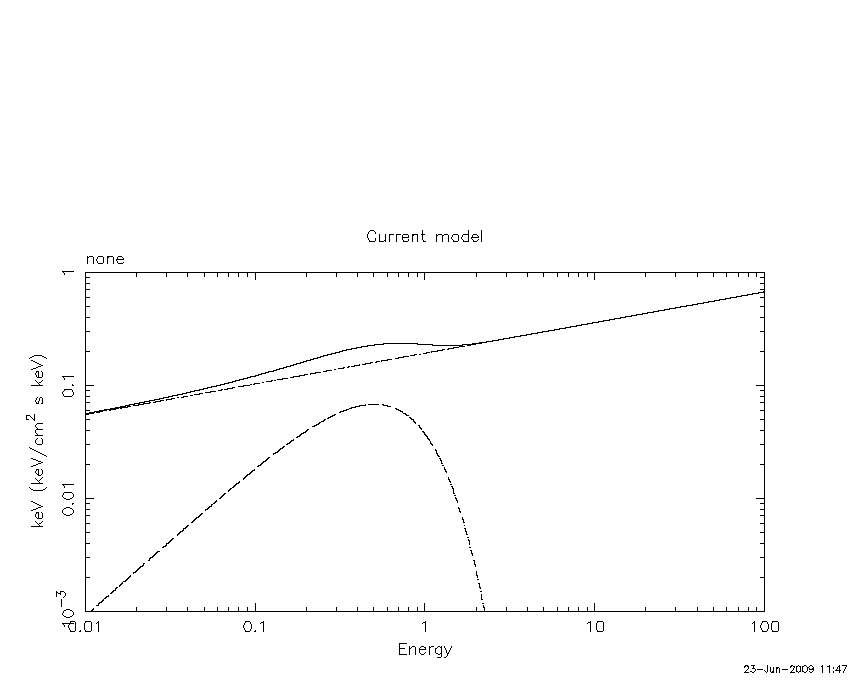 Current model
none
1
0.1
0.01
10⁻³
keV (keV/cm² s keV)
0.01 0.1 1 10 100
Energy
23-Jun-2009 11:47